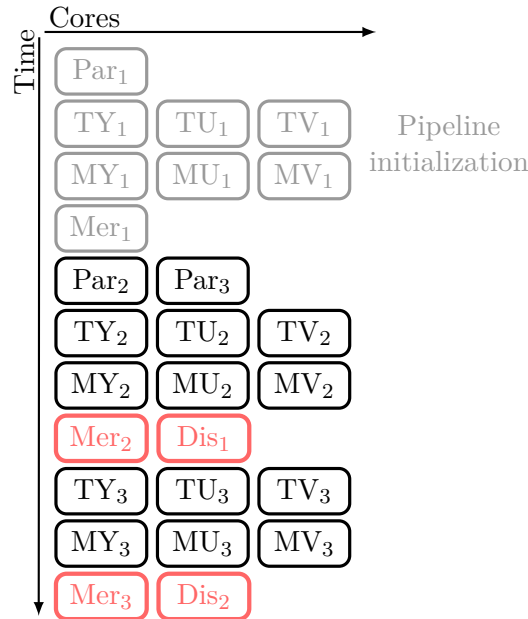 Cores
Time
Par₁
TY₁ TU₁ TV₁
Pipeline
initialization
MY₁ MU₁ MV₁
Mer₁
Par₂ Par₃
TY₂ TU₂ TV₂
MY₂ MU₂ MV₂
Mer₂ Dis₁
TY₃ TU₃ TV₃
MY₃ MU₃ MV₃
Mer₃ Dis₂